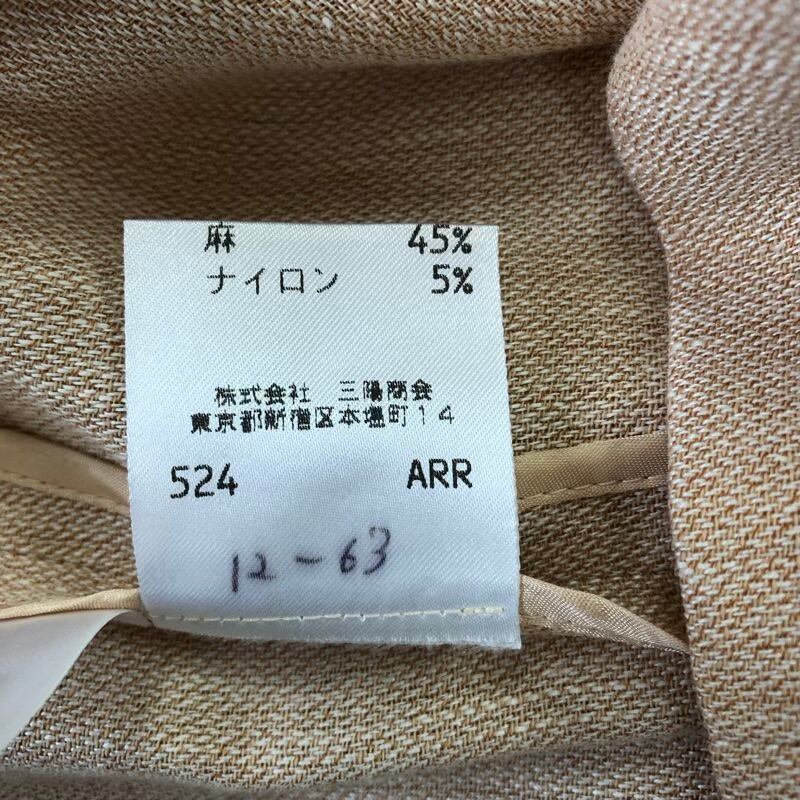 麻 45%
ナイロン 5%
株式会社 三陽商会
東京都新宿区本塩町14
524 ARR
12-63